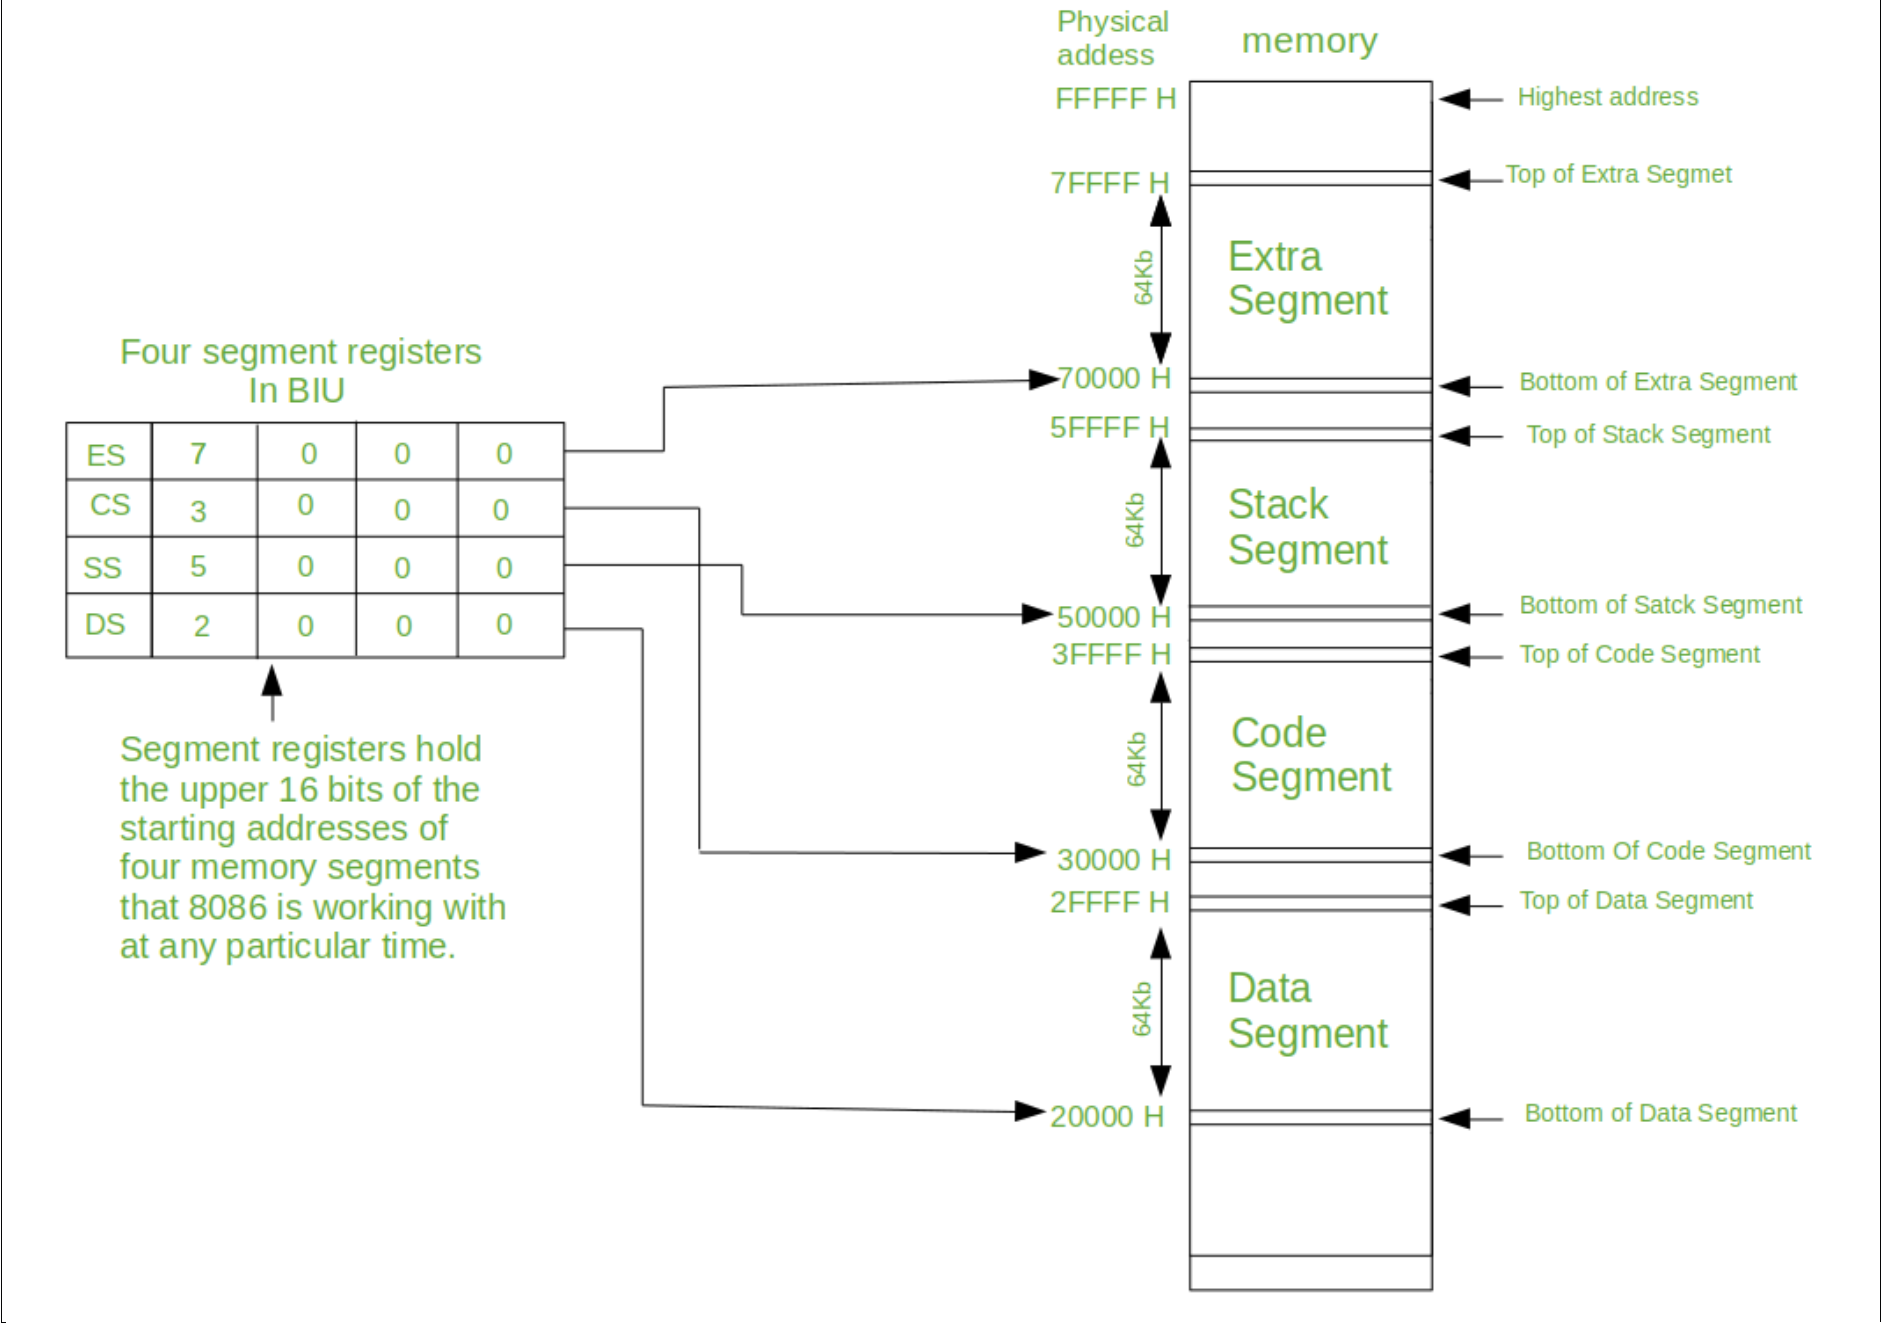 Physical
addess
memory
FFFFF H
Highest address
7FFFF H
Top of Extra Segmet
64Kb
Extra
Segment
Four segment registers
In BIU
70000 H
Bottom of Extra Segment
5FFFF H
Top of Stack Segment
ES 7 0 0 0
CS 3 0 0 0
SS 5 0 0 0
DS 2 0 0 0
64Kb
Stack
Segment
50000 H
Bottom of Satck Segment
3FFFF H
Top of Code Segment
64Kb
Code
Segment
Segment registers hold
the upper 16 bits of the
starting addresses of
four memory segments
that 8086 is working with
at any particular time.
30000 H
Bottom Of Code Segment
2FFFF H
Top of Data Segment
64Kb
Data
Segment
20000 H
Bottom of Data Segment